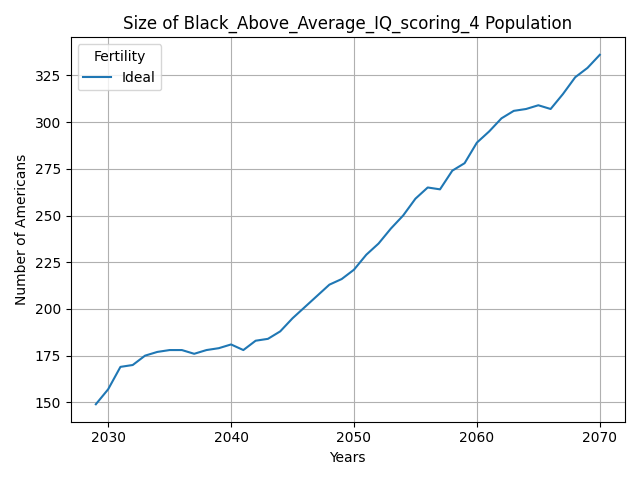 Size of Black_Above_Average_IQ_scoring_4 Population
Fertility
Ideal
Number of Americans
325
300
275
250
225
200
175
150
2030 2040 2050 2060 2070
Years